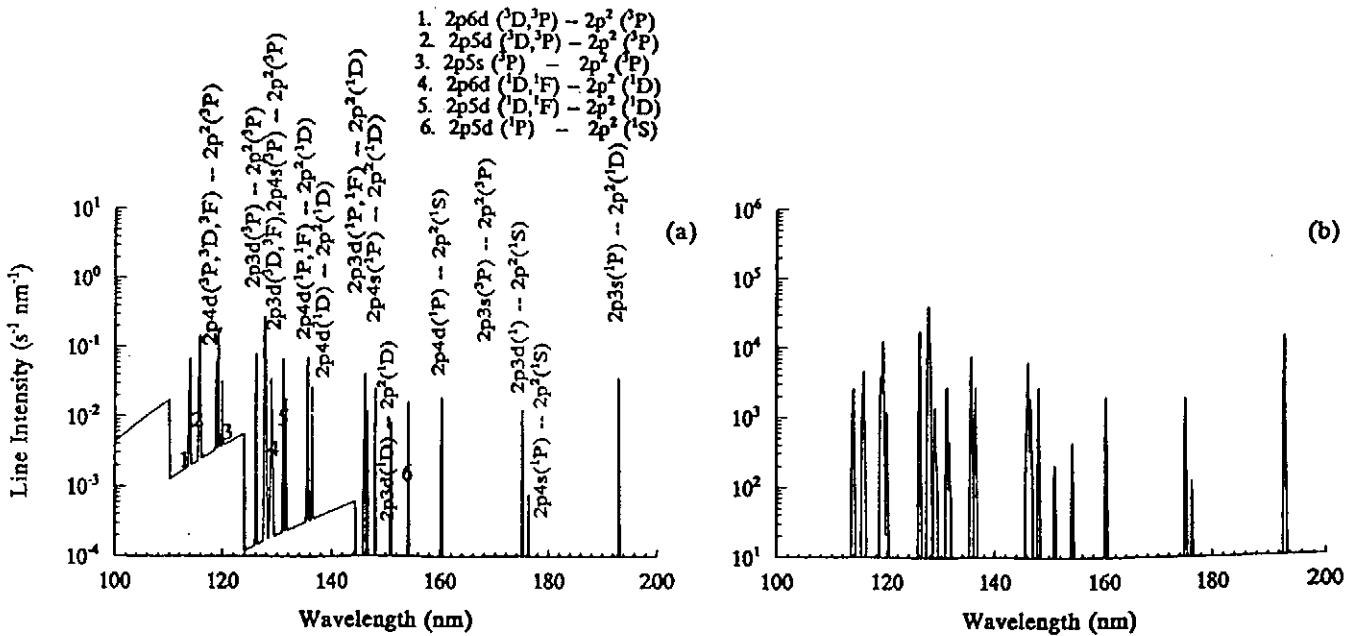 1. 2p6d (³D,³P) – 2p² (³P)
2. 2p5d (³D,³P) – 2p² (³P)
3. 2p5s (³P) – 2p² (³P)
4. 2p6d (¹D,¹F) – 2p² (¹D)
5. 2p5d (¹D,¹F) – 2p² (¹D)
6. 2p5d (¹P) – 2p² (¹S)
2p4d(³P,³D,³F) -- 2p²(³P)
2p3d(³P) -- 2p²(³P)
2p3d(³D,³F),2p4s(³P) -- 2p²(³P)
2p4d(¹P,¹F) -- 2p²(¹D)
2p4d(¹D) -- 2p²(¹D)
2p3d(¹P,¹F) -- 2p²(¹D)
2p4s(¹P) -- 2p²(¹D)
2p3d(¹D) -- 2p²(¹D)
2p4d(¹P) -- 2p²(¹S)
2p3s(³P) -- 2p²(³P)
2p3d(¹) -- 2p²(¹S)
2p4s(¹P) -- 2p²(¹S)
2p3s(¹P) -- 2p²(¹D)
(a)
Line Intensity (s⁻¹ nm⁻¹)
10¹
10⁰
10⁻¹
10⁻²
10⁻³
10⁻⁴
1
2
3
4
5
6
100 120 140 160 180 200
Wavelength (nm)
(b)
10⁶
10⁵
10⁴
10³
10²
10¹
100 120 140 160 180 200
Wavelength (nm)